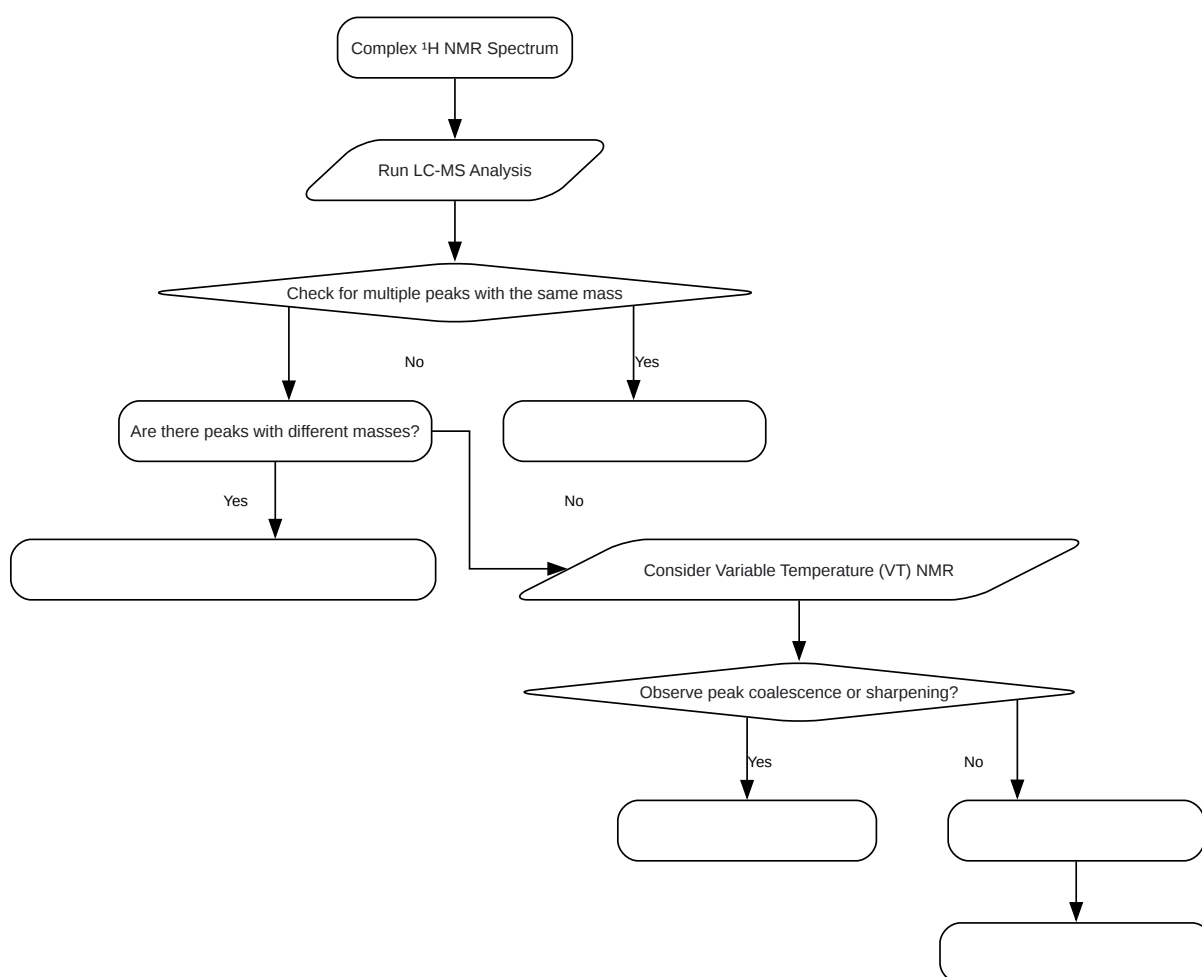 Complex ¹H NMR Spectrum
Run LC-MS Analysis
Check for multiple peaks with the same mass
No
Yes
Are there peaks with different masses?
Yes
No
Consider Variable Temperature (VT) NMR
Observe peak coalescence or sharpening?
Yes
No